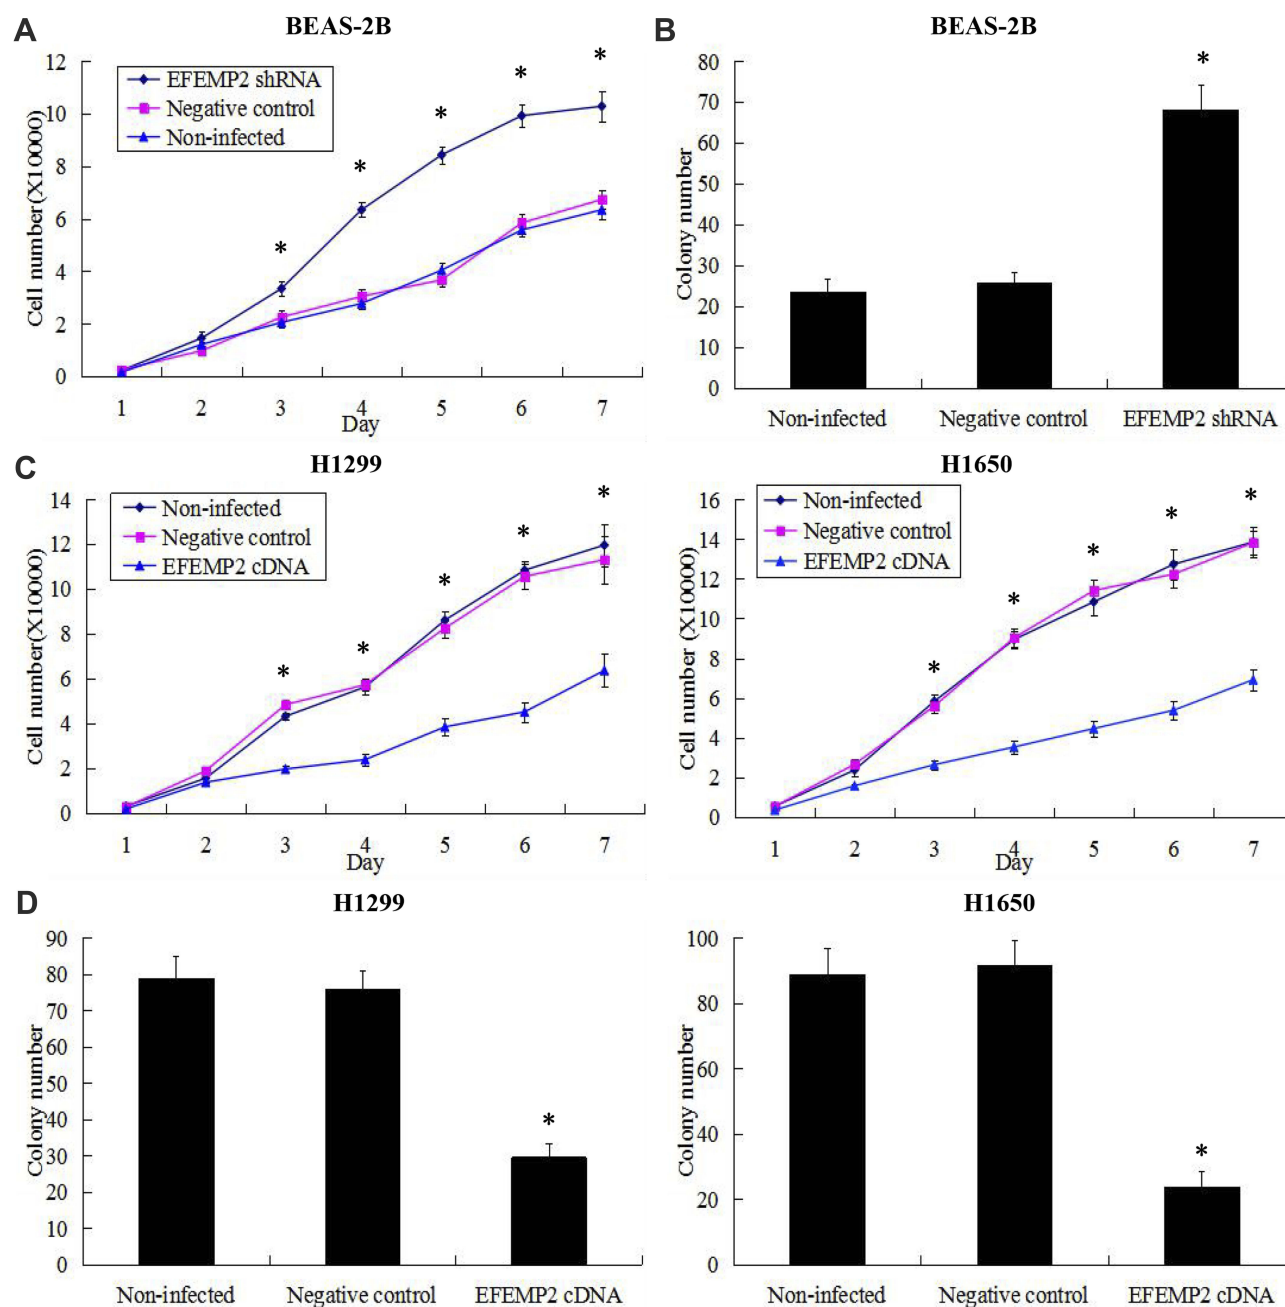 A
BEAS-2B
12
10
8
6
4
2
0
Cell number(X10000)
EFEMP2 shRNA
Negative control
Non-infected
*
*
*
*
*
1 2 3 4 5 6 7
Day
B
BEAS-2B
80
70
60
50
40
30
20
10
0
Colony number
*
Non-infected Negative control EFEMP2 shRNA
C
H1299
14
12
10
8
6
4
2
0
Cell number(X10000)
Non-infected
Negative control
EFEMP2 cDNA
*
*
*
*
*
1 2 3 4 5 6 7
Day
H1650
16
14
12
10
8
6
4
2
0
Cell number (X10000)
Non-infected
Negative control
EFEMP2 cDNA
*
*
*
*
*
1 2 3 4 5 6 7
Day
D
H1299
90
80
70
60
50
40
30
20
10
0
Colony number
*
Non-infected Negative control EFEMP2 cDNA
H1650
100
80
60
40
20
0
Colony number
*
Non-infected Negative control EFEMP2 cDNA